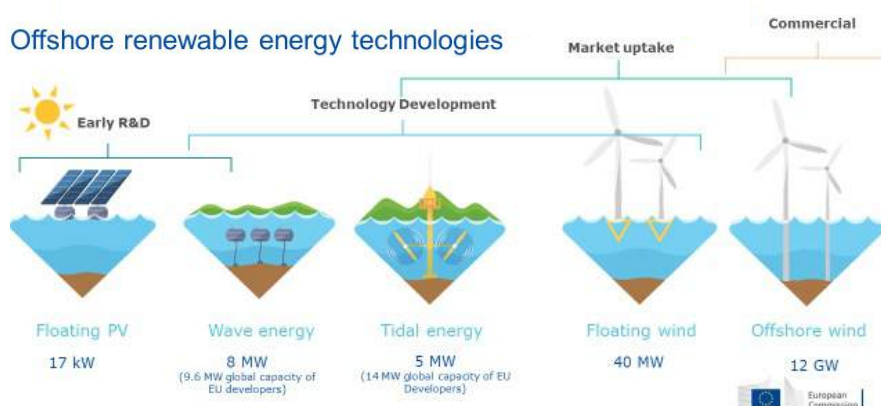 Commercial
Offshore renewable energy technologies
Market uptake
Technology Development
Early R&D
Floating PV
Wave energy
Tidal energy
Floating wind
Offshore wind
17 kW
8 MW
5 MW
40 MW
12 GW
(9.6 MW global capacity of
EU developers)
(14 MW global capacity of EU
Developers)
European
Commission